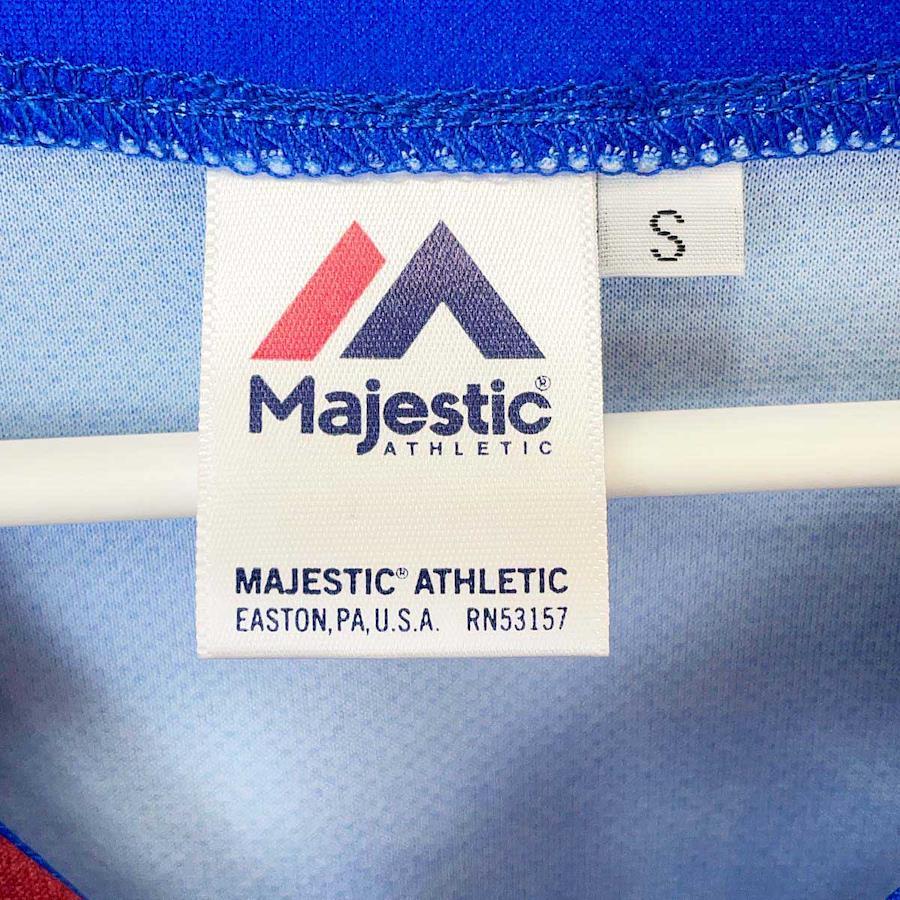 S
Majestic®
ATHLETIC
MAJESTIC® ATHLETIC
EASTON, PA, U.S.A. RN53157